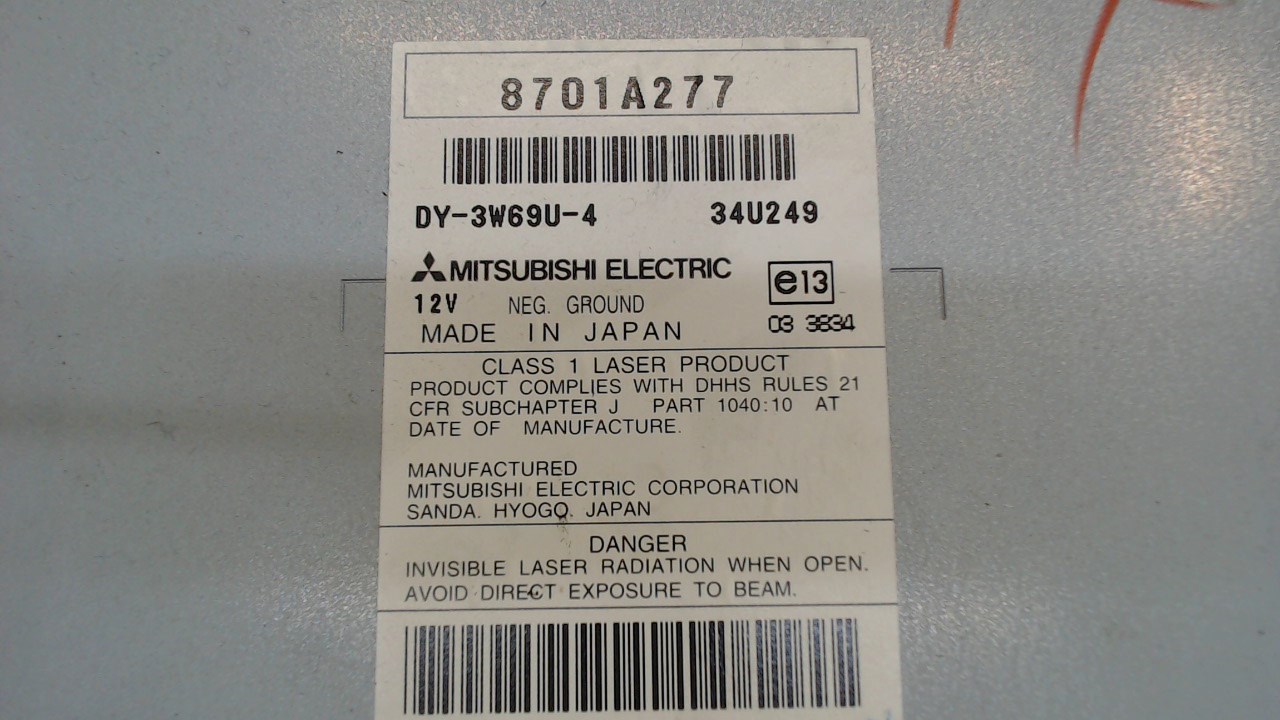 8701A277
DY-3W69U-4 34U249
MITSUBISHI ELECTRIC
e13
12V NEG. GROUND
03 3834
MADE IN JAPAN
CLASS 1 LASER PRODUCT
PRODUCT COMPLIES WITH DHHS RULES 21
CFR SUBCHAPTER J PART 1040:10 AT
DATE OF MANUFACTURE.
MANUFACTURED
MITSUBISHI ELECTRIC CORPORATION
SANDA. HYOGO. JAPAN
DANGER
INVISIBLE LASER RADIATION WHEN OPEN.
AVOID DIRECT EXPOSURE TO BEAM.